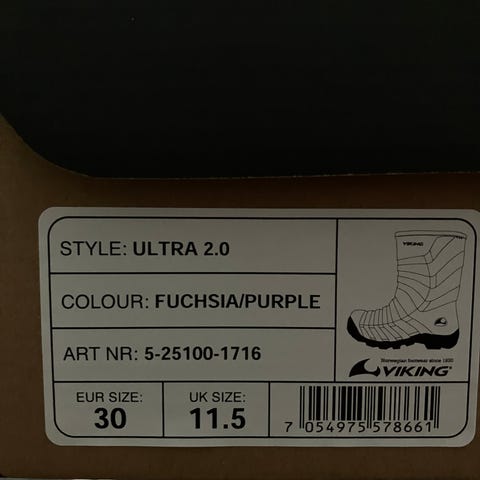 STYLE: ULTRA 2.0
COLOUR: FUCHSIA/PURPLE
ART NR: 5-25100-1716
EUR SIZE:
30
UK SIZE:
11.5
VIKING
Norwegian footwear since 1920
VIKING®
7 054975 578661